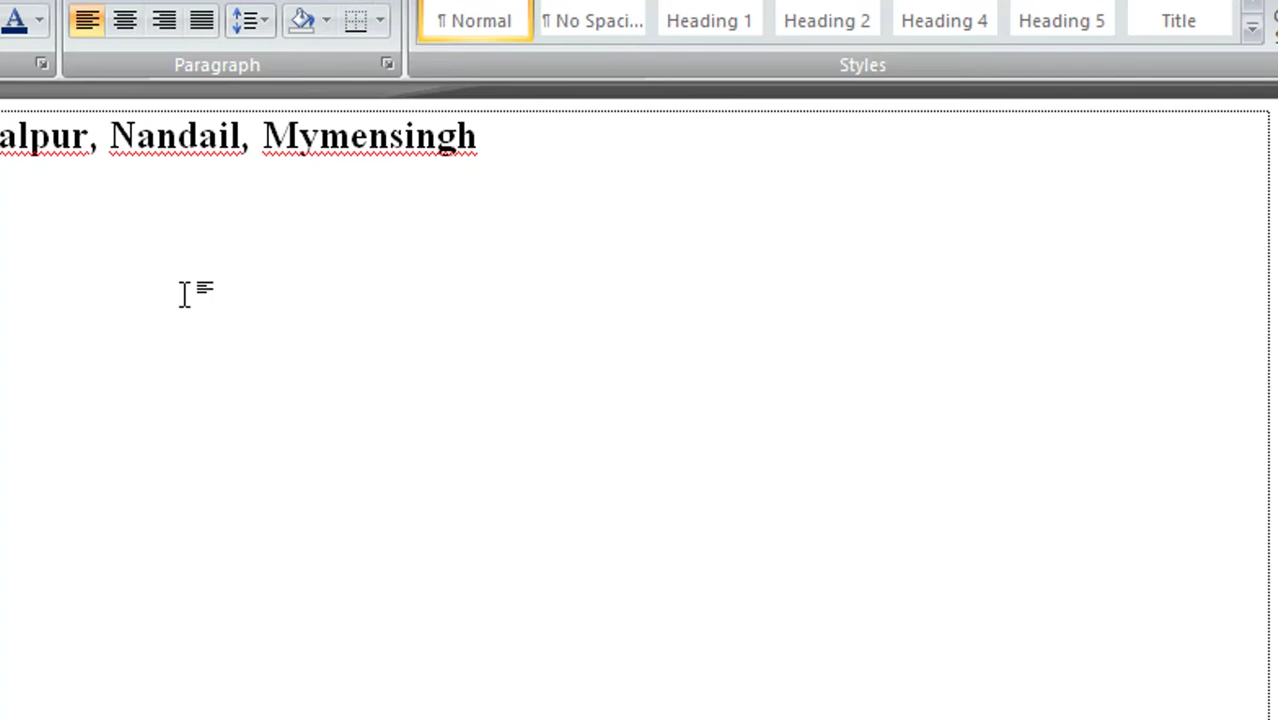 ¶ Normal ¶ No Spaci... Heading 1 Heading 2 Heading 4 Heading 5 Title
Paragraph Styles
alpur, Nandail, Mymensingh